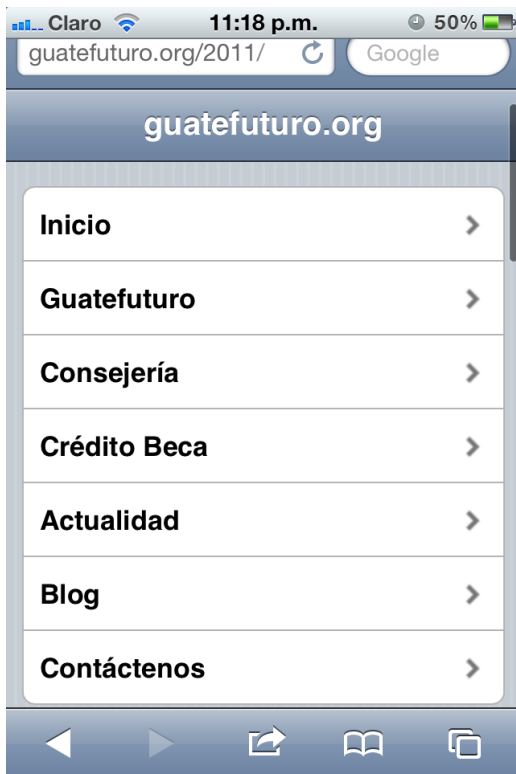 Claro 11:18 p.m. 50%
guatefuturo.org/2011/ Google
guatefuturo.org
Inicio
Guatefuturo
Consejería
Crédito Beca
Actualidad
Blog
Contáctenos